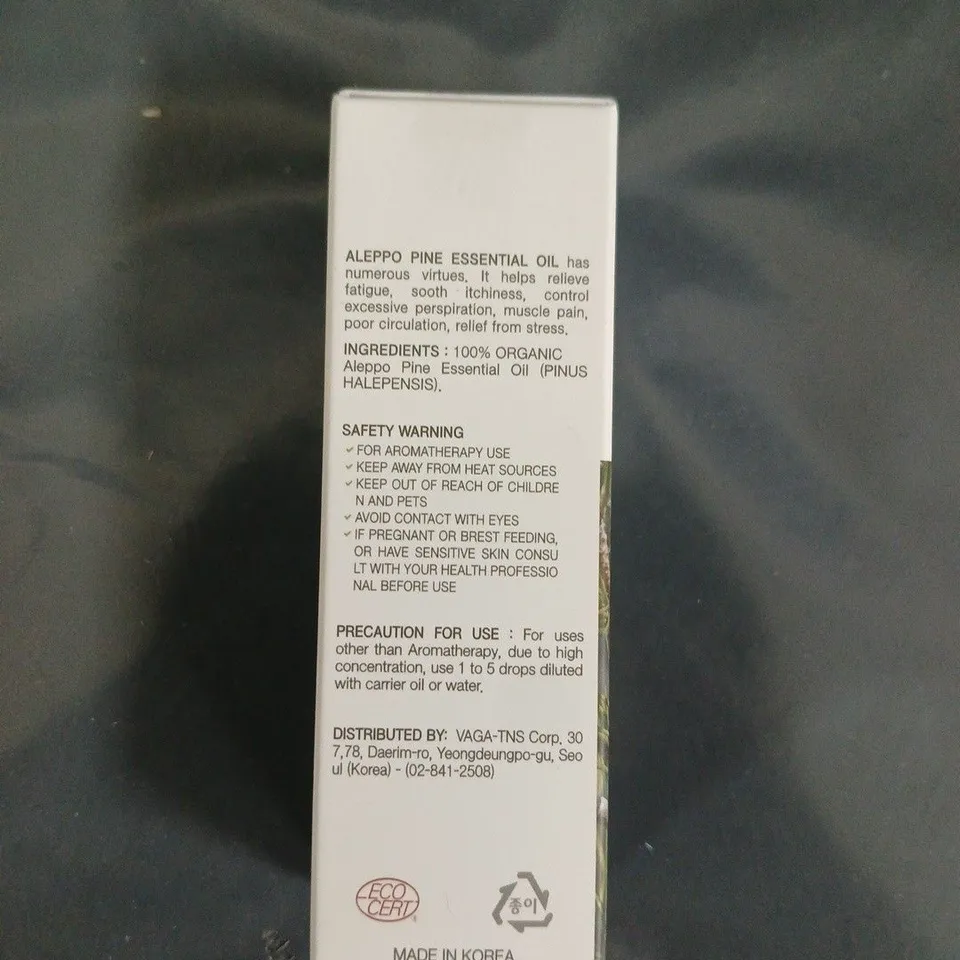 ALEPPO PINE ESSENTIAL OIL has
numerous virtues. It helps relieve
fatigue, sooth itchiness, control
excessive perspiration, muscle pain,
poor circulation, relief from stress.
INGREDIENTS : 100% ORGANIC
Aleppo Pine Essential Oil (PINUS
HALEPENSIS).
SAFETY WARNING
✓ FOR AROMATHERAPY USE
✓ KEEP AWAY FROM HEAT SOURCES
✓ KEEP OUT OF REACH OF CHILDRE
N AND PETS
✓ AVOID CONTACT WITH EYES
✓ IF PREGNANT OR BREST FEEDING,
OR HAVE SENSITIVE SKIN CONSU
LT WITH YOUR HEALTH PROFESSIO
NAL BEFORE USE
PRECAUTION FOR USE : For uses
other than Aromatherapy, due to high
concentration, use 1 to 5 drops diluted
with carrier oil or water.
DISTRIBUTED BY: VAGA-TNS Corp. 30
7,78, Daerim-ro, Yeongdeungpo-gu, Seo
ul (Korea) - (02-841-2508)
ECO
CERT
®
종이
MADE IN KOREA